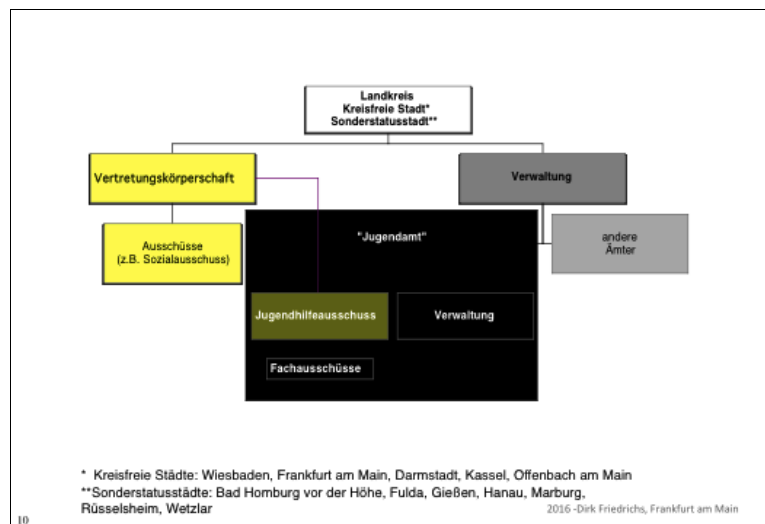 Landkreis
Kreisfreie Stadt*
Sonderstatusstadt**
Vertretungskörperschaft
Verwaltung
Ausschüsse
(z.B. Sozialausschuss)
"Jugendamt"
andere
Ämter
Jugendhilfeausschuss
Verwaltung
Fachausschüsse
* Kreisfreie Städte: Wiesbaden, Frankfurt am Main, Darmstadt, Kassel, Offenbach am Main
**Sonderstatusstädte: Bad Homburg vor der Höhe, Fulda, Gießen, Hanau, Marburg,
Rüsselsheim, Wetzlar
2016 -Dirk Friedrichs, Frankfurt am Main
10